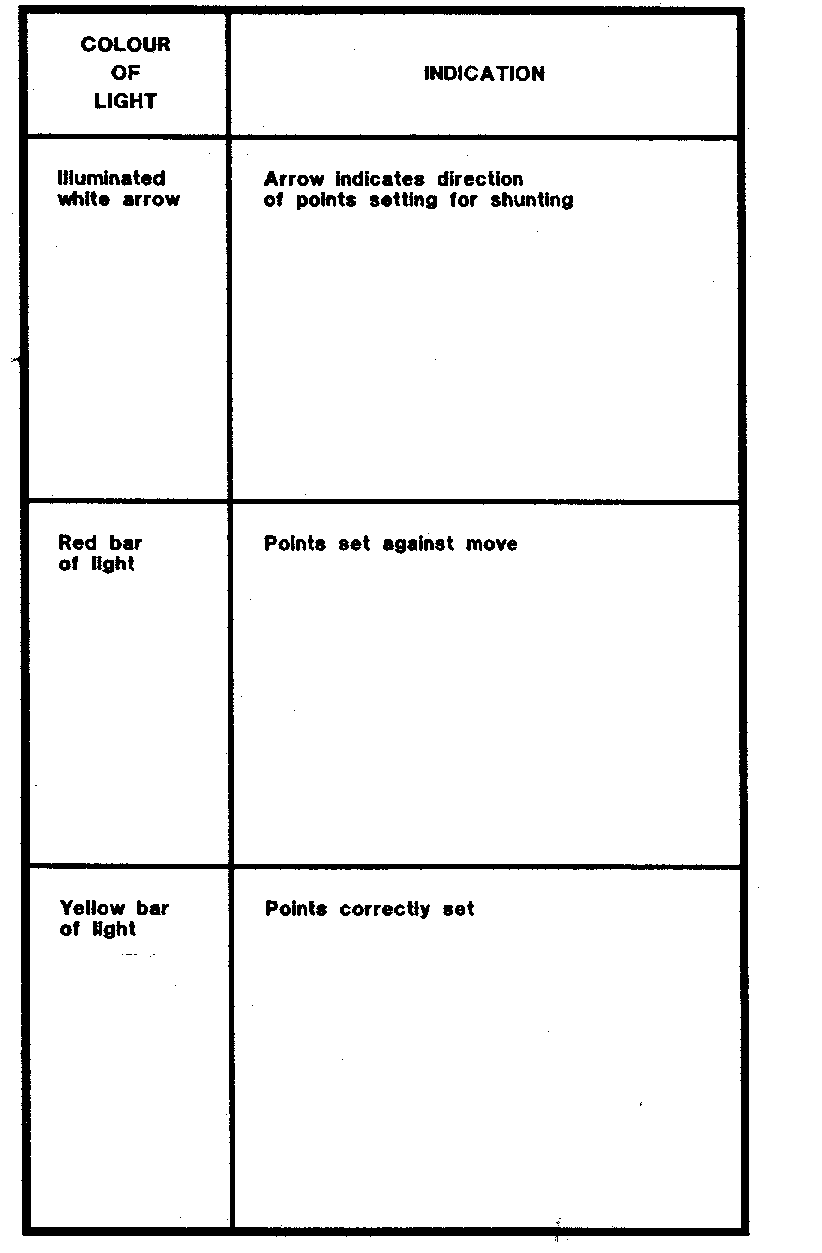 COLOUR
OF
LIGHT
INDICATION
Illuminated
white arrow
Arrow indicates direction
of points setting for shunting
Red bar
of light
Points set against move
Yellow bar
of light
Points correctly set